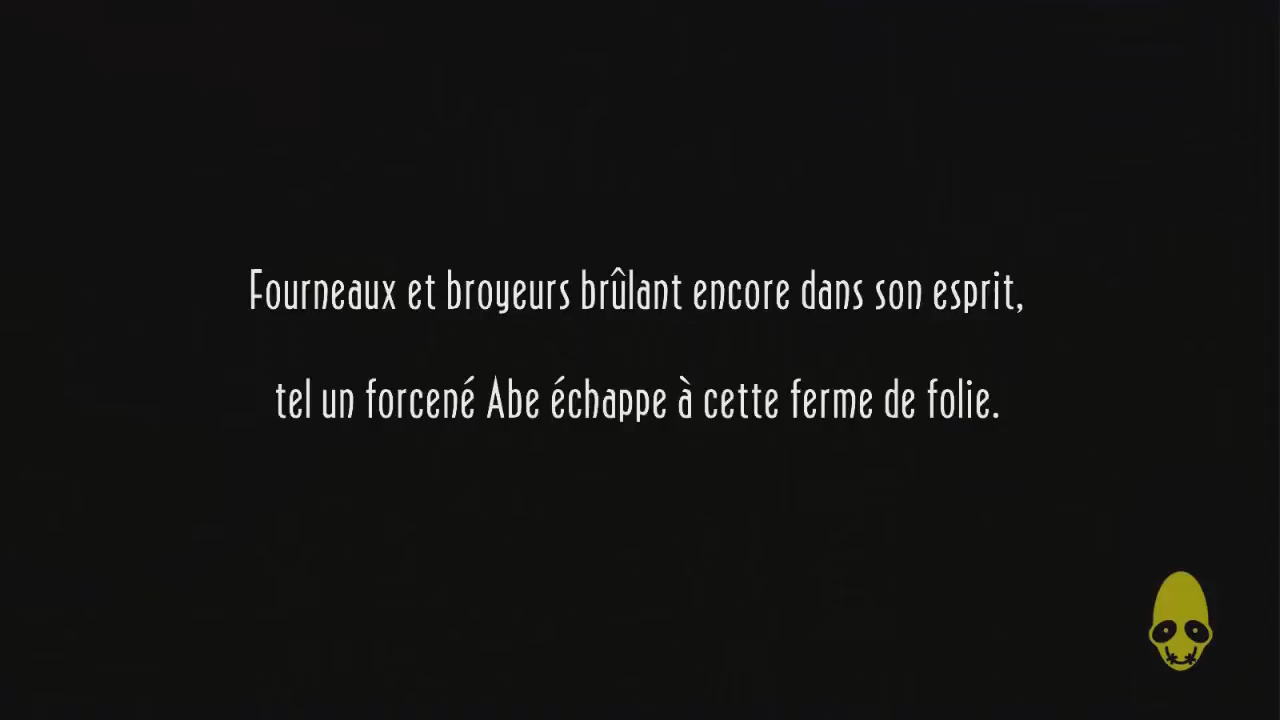 Fourneaux et broyeurs brûlant encore dans son esprit,
tel un forcené Abe échappe à cette ferme de folie.